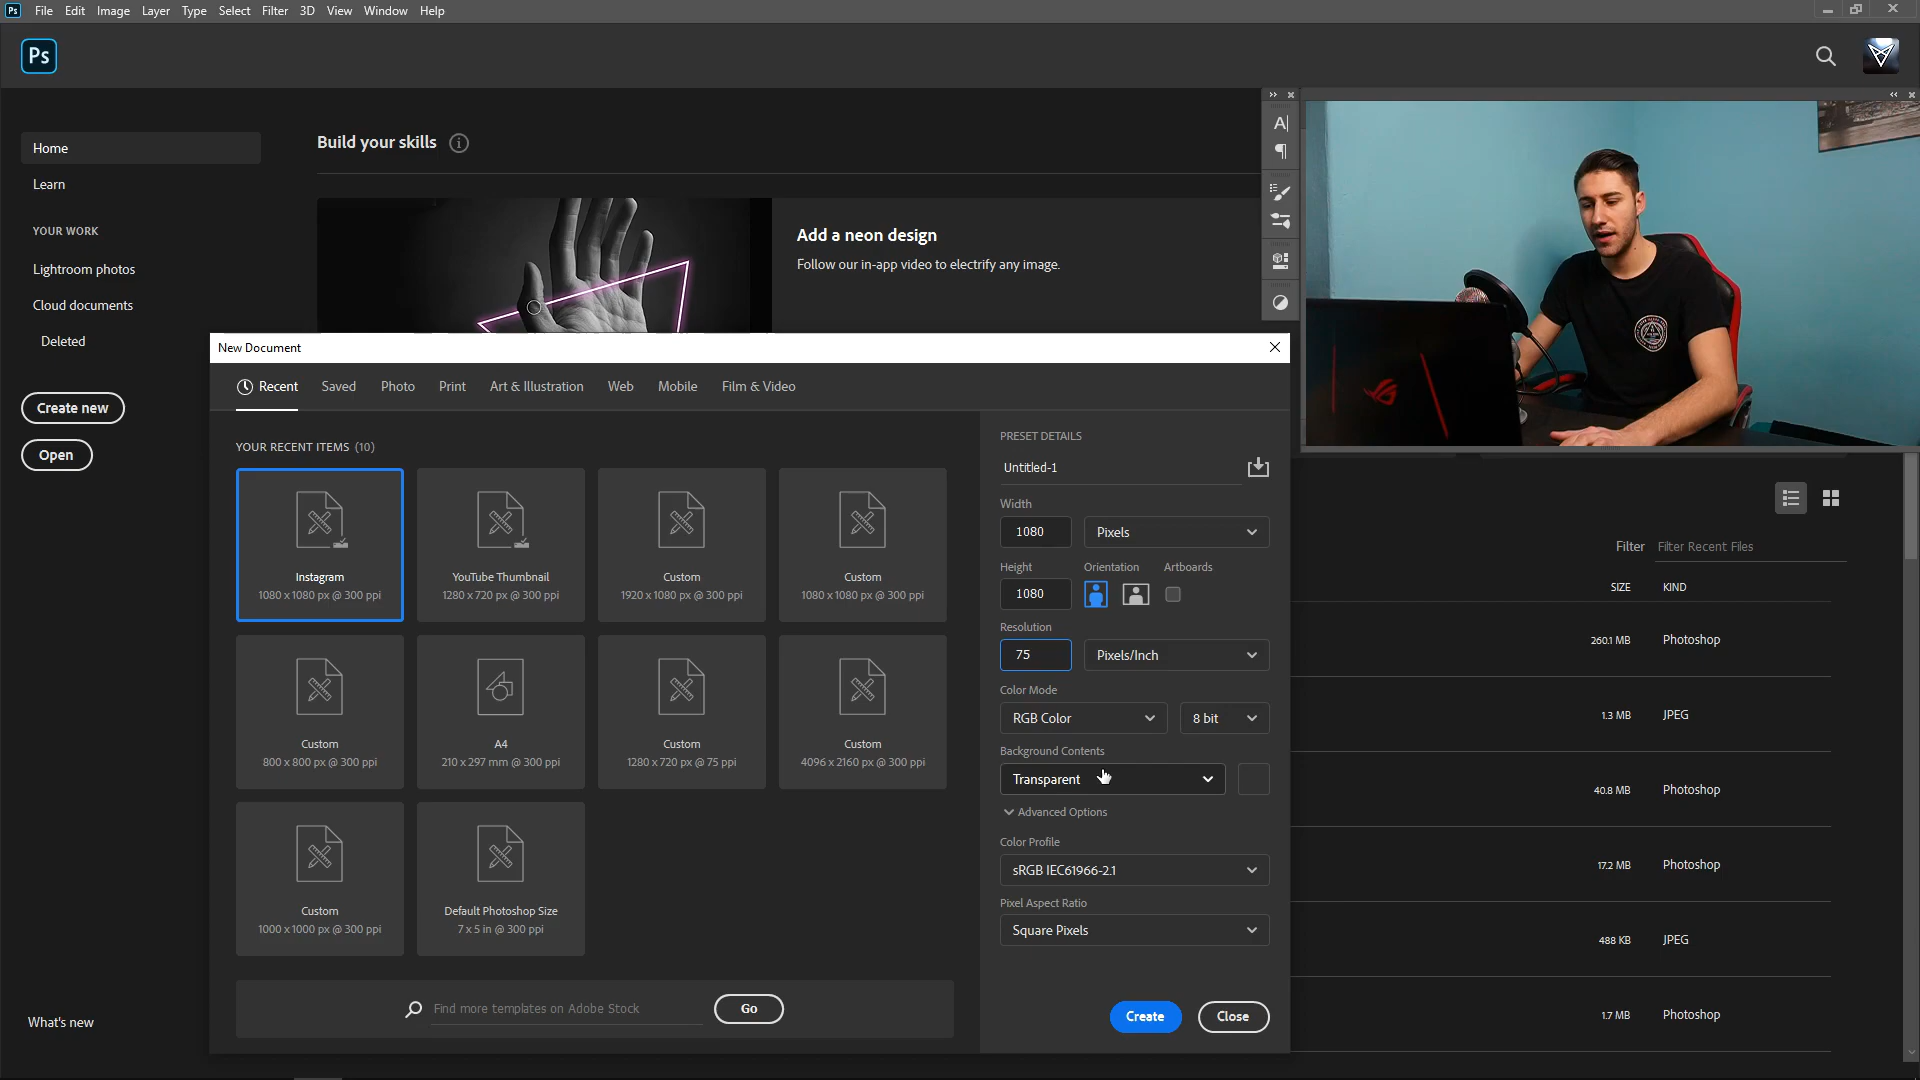 Ps File Edit Image Layer Type Select Filter 3D View Window Help
Ps
Home
Learn
YOUR WORK
Lightroom photos
Cloud documents
Deleted
Create new
Open
What's new
Build your skills i
Add a neon design
Follow our in-app video to electrify any image.
A|
¶
New Document
Recent Saved Photo Print Art & Illustration Web Mobile Film & Video
YOUR RECENT ITEMS (10)
Instagram
1080 x 1080 px @ 300 ppi
YouTube Thumbnail
1280 x 720 px @ 300 ppi
Custom
1920 x 1080 px @ 300 ppi
Custom
1080 x 1080 px @ 300 ppi
Custom
800 x 800 px @ 300 ppi
A4
210 x 297 mm @ 300 ppi
Custom
1280 x 720 px @ 75 ppi
Custom
4096 x 2160 px @ 300 ppi
Custom
1000 x 1000 px @ 300 ppi
Default Photoshop Size
7 x 5 in @ 300 ppi
Find more templates on Adobe Stock
Go
PRESET DETAILS
Untitled-1
Width
1080 Pixels
Height Orientation Artboards
1080
Resolution
75 Pixels/Inch
Color Mode
RGB Color 8 bit
Background Contents
Transparent
Advanced Options
Color Profile
sRGB IEC61966-2.1
Pixel Aspect Ratio
Square Pixels
Create Close
Filter Filter Recent Files
SIZE KIND
260.1 MB Photoshop
1.3 MB JPEG
40.8 MB Photoshop
17.2 MB Photoshop
488 KB JPEG
1.7 MB Photoshop